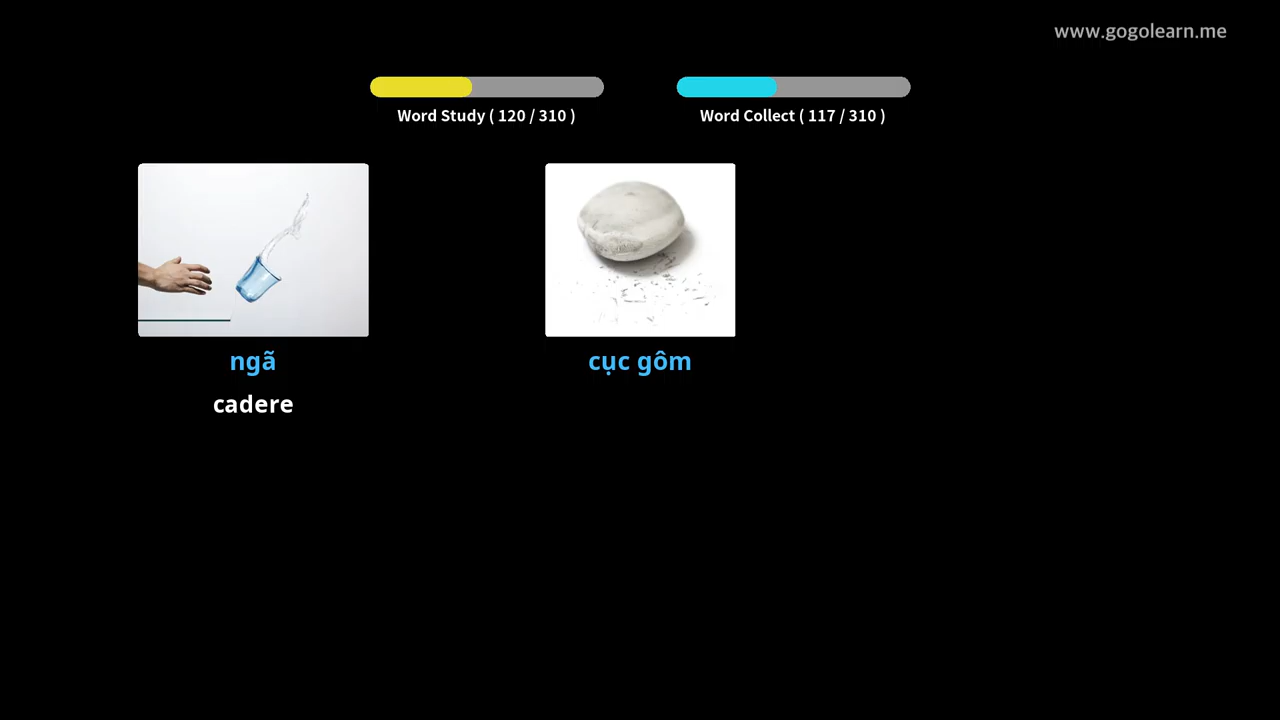 www.gogolearn.me
Word Study ( 120 / 310 )
Word Collect ( 117 / 310 )
ngã
cục gôm
cadere